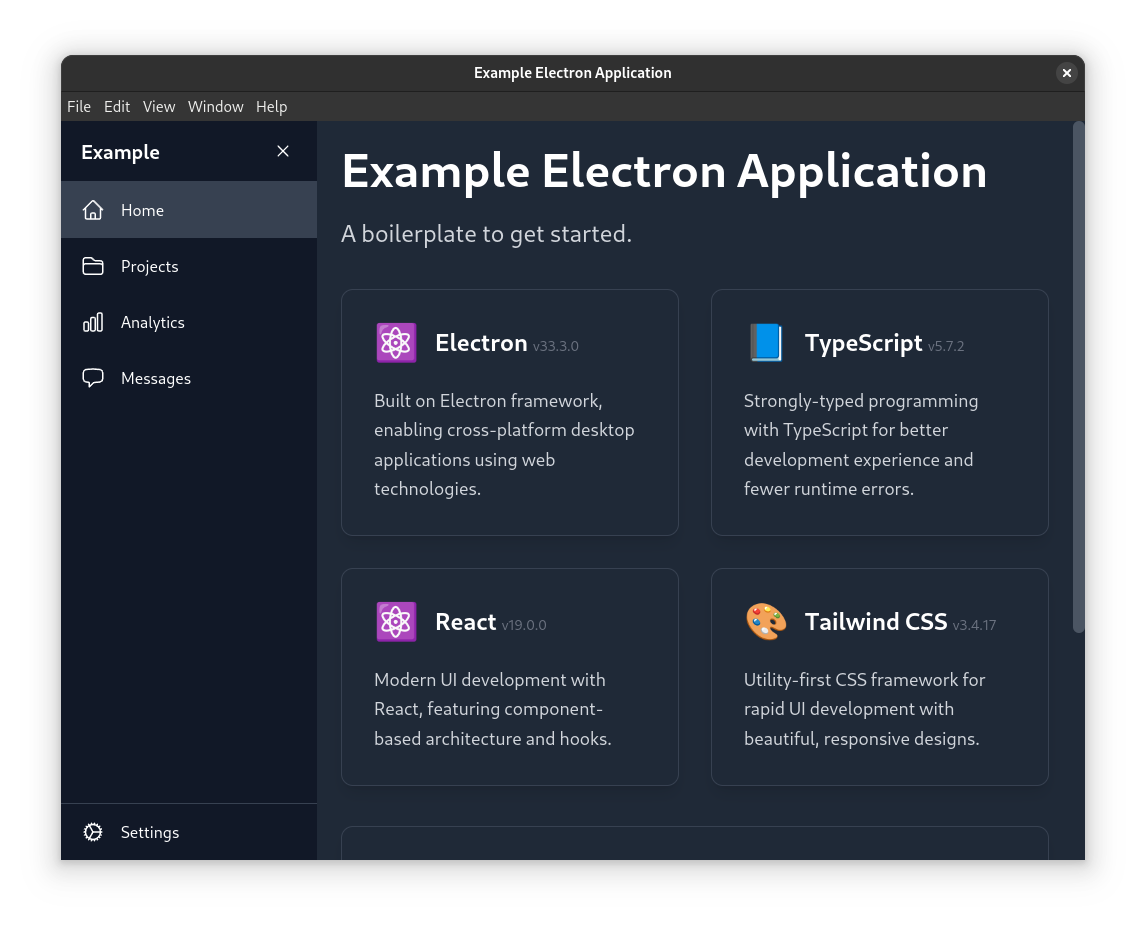 Example Electron Application
File Edit View Window Help
Example
Home
Projects
Analytics
Messages
Settings
Example Electron Application
A boilerplate to get started.
Electron v33.3.0
Built on Electron framework,
enabling cross-platform desktop
applications using web
technologies.
TypeScript v5.7.2
Strongly-typed programming
with TypeScript for better
development experience and
fewer runtime errors.
React v19.0.0
Modern UI development with
React, featuring component-
based architecture and hooks.
Tailwind CSS v3.4.17
Utility-first CSS framework for
rapid UI development with
beautiful, responsive designs.